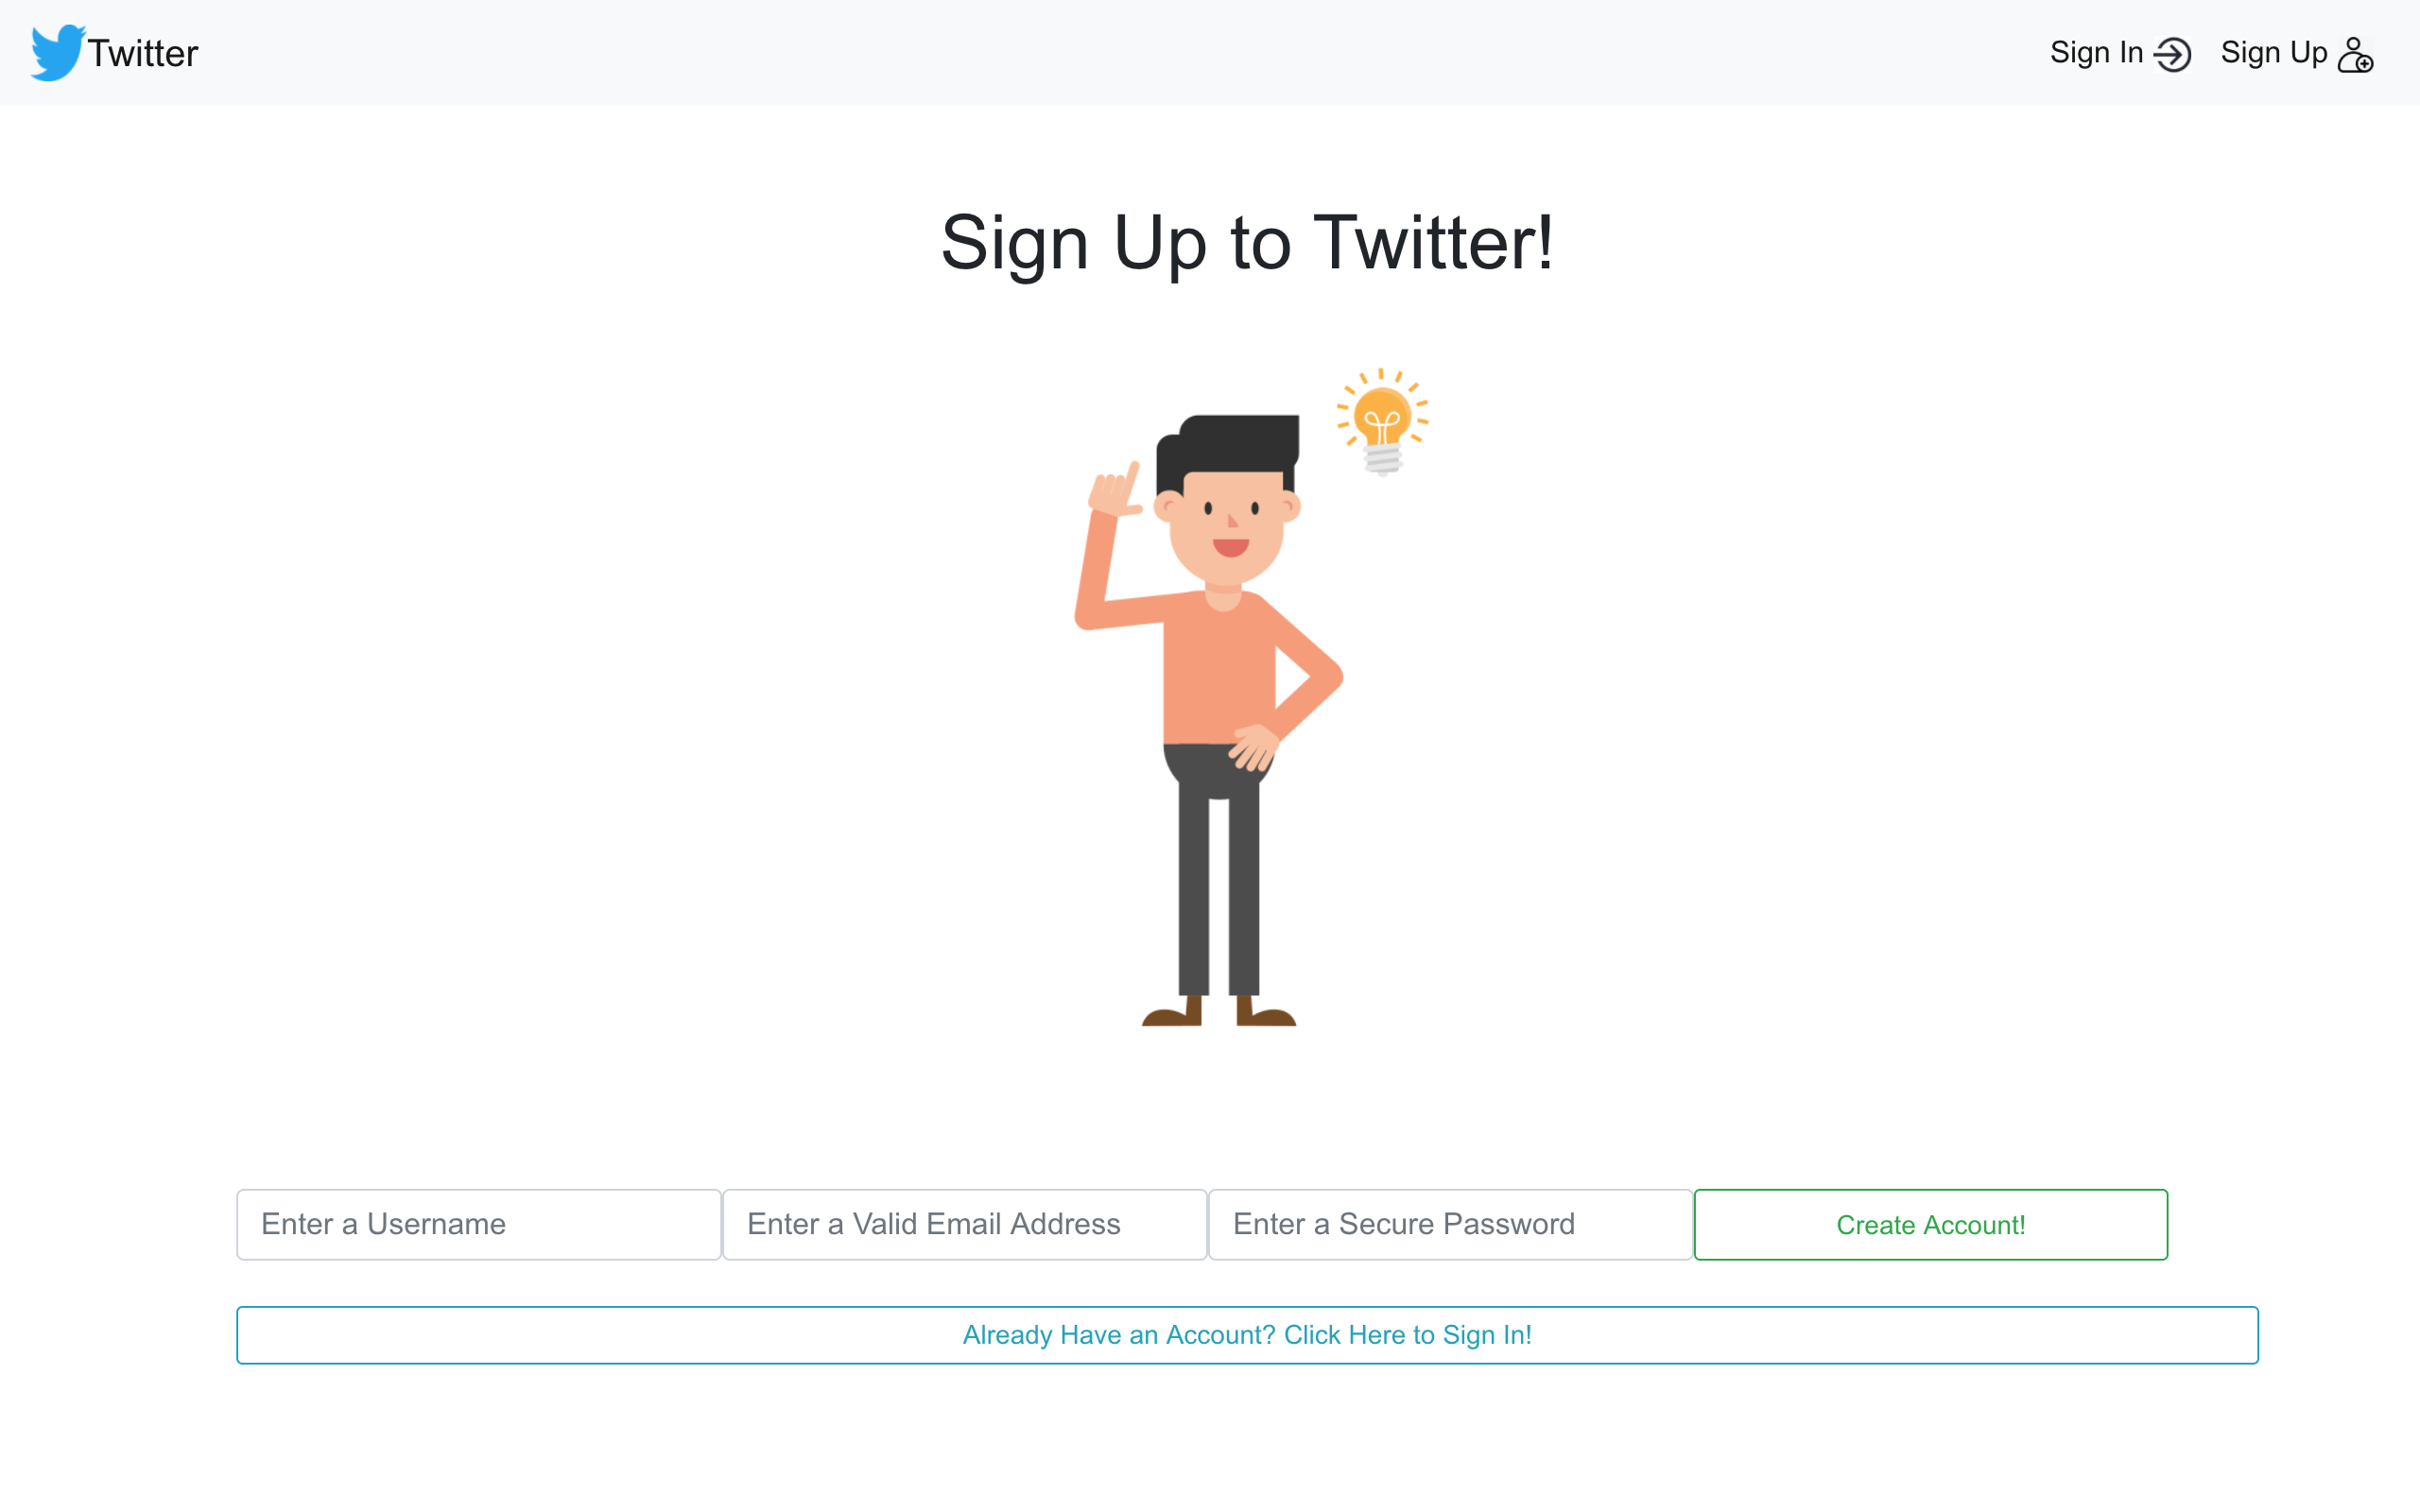 Twitter
Sign In
Sign Up
Sign Up to Twitter!
Enter a Username
Enter a Valid Email Address
Enter a Secure Password
Create Account!
Already Have an Account? Click Here to Sign In!